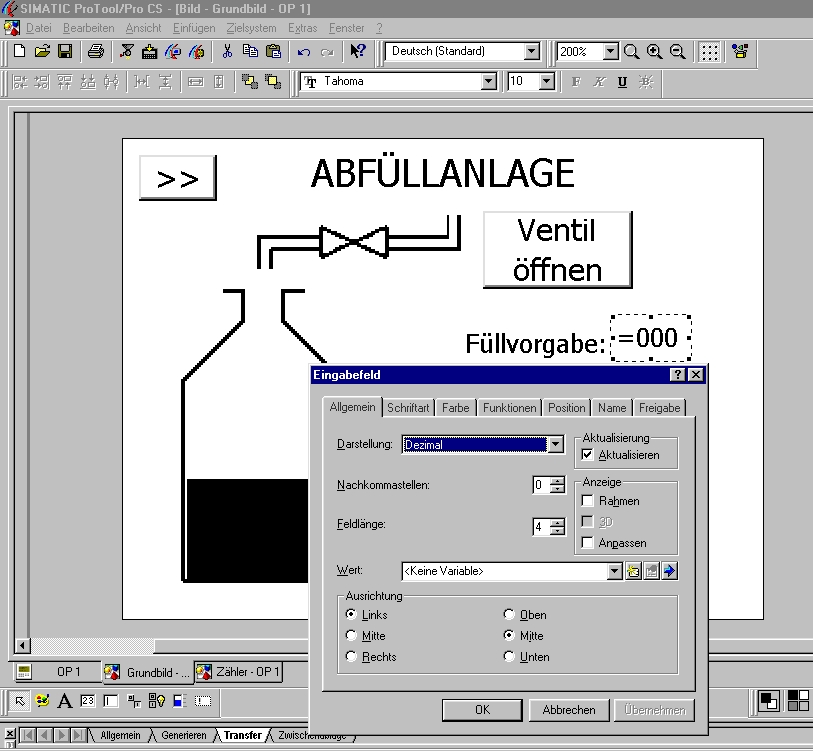 SIMATIC ProTool/Pro CS - [Bild - Grundbild - OP 1]
Datei Bearbeiten Ansicht Einfügen Zielsystem Extras Fenster ?
Deutsch (Standard) 200%
Tahoma 10 F K U
>> ABFÜLLANLAGE
Ventil
öffnen
Füllvorgabe: =000
Eingabefeld
Allgemein Schriftart Farbe Funktionen Position Name Freigabe
Darstellung: Dezimal
Aktualisierung
Aktualisieren
Nachkommastellen: 0
Anzeige
Rahmen
3D
Anpassen
Feldlänge: 4
Wert: <Keine Variable>
Ausrichtung
Links Oben
Mitte Mitte
Rechts Unten
OP 1 Grundbild - ... Zähler - OP 1
OK Abbrechen Übernehmen
Allgemein Generieren Transfer Zwischenablage